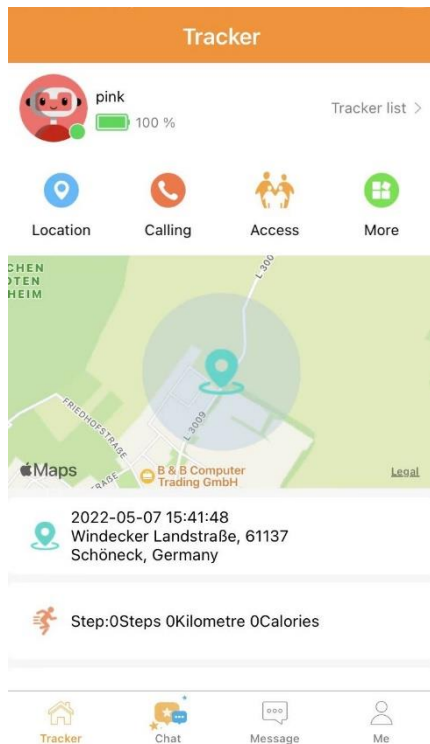 Tracker
pink
100 %
Tracker list >
Location
Calling
Access
More
L 300
FRIEDHOFSTRAßE
L 3009
B & B Computer
Trading GmbH
Maps
Legal
2022-05-07 15:41:48
Windecker Landstraße, 61137
Schöneck, Germany
Step:0Steps 0Kilometre 0Calories
Tracker
Chat
Message
Me